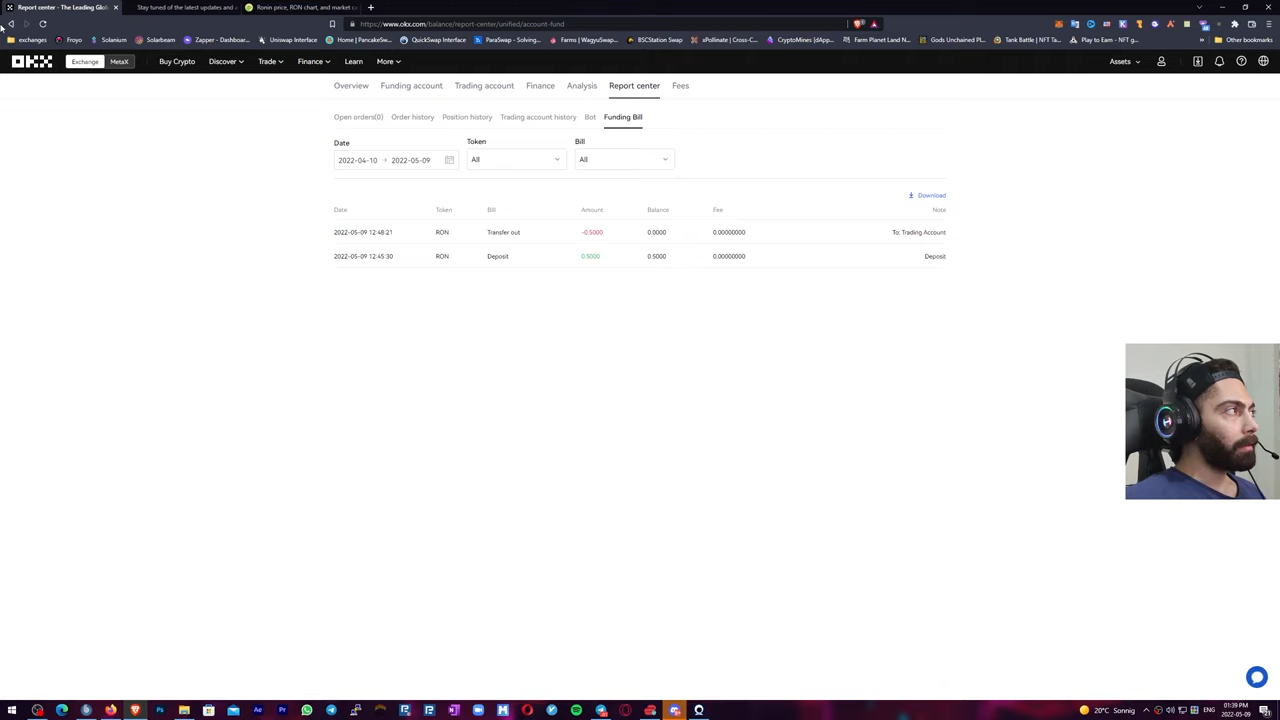 Report center - The Leading Glob
Stay tuned of the latest updates and
Ronin price, RON chart, and market c
https://www.okx.com/balance/report-center/unified/account-fund
exchanges Froyo Solanium Solarbeam Zapper - Dashboa... Uniswap Interface Home | PancakeSw... QuickSwap Interface ParaSwap - Solving... Farms | WagyuSwap... BSCStation Swap xPollinate | Cross-C... CryptoMines [dApp... Farm Planet Land N... Gods Unchained Pl... Tank Battle | NFT Ta... Play to Earn - NFT g... Other bookmarks
OKX Exchange MetaX Buy Crypto Discover Trade Finance Learn More Assets
Overview Funding account Trading account Finance Analysis Report center Fees
Open orders(0) Order history Position history Trading account history Bot Funding Bill
Date Token Bill
2022-04-10 → 2022-05-09 All All
Download
Date Token Bill Amount Balance Fee Note
2022-05-09 12:48:21 RON Transfer out -0.5000 0.0000 0.00000000 To: Trading Account
2022-05-09 12:45:30 RON Deposit 0.5000 0.5000 0.00000000 Deposit
20°C Sonnig ENG 01:39 PM
2022-05-09